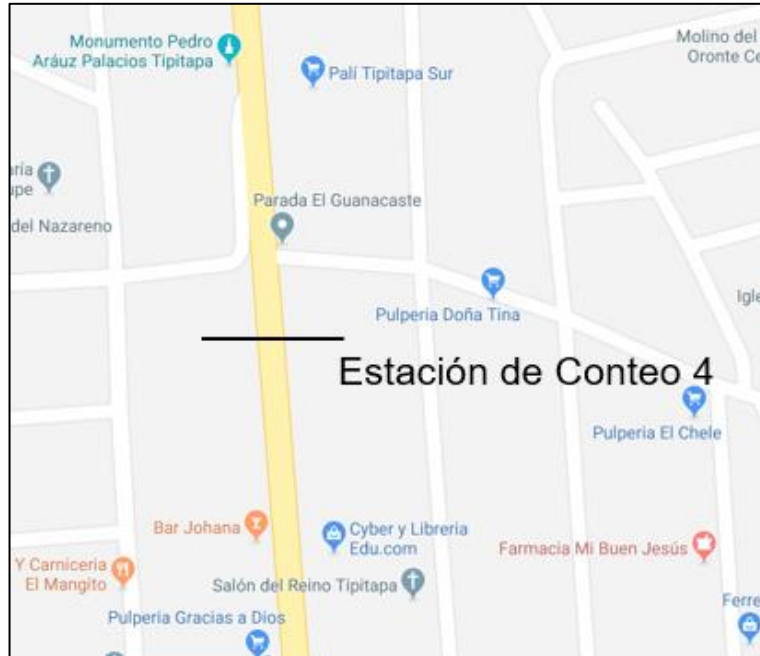 Monumento Pedro
Aráuz Palacios Tipitapa
Palí Tipitapa Sur
Molino del
Oronte Ce
ría
upe
del Nazareno
Parada El Guanacaste
Pulperia Doña Tina
Igle
Estación de Conteo 4
Pulperia El Chele
Bar Johana
Cyber y Libreria
Edu.com
Farmacia Mi Buen Jesús
Y Carniceria
El Mangito
Salón del Reino Tipitapa
Pulperia Gracias a Dios
Ferre